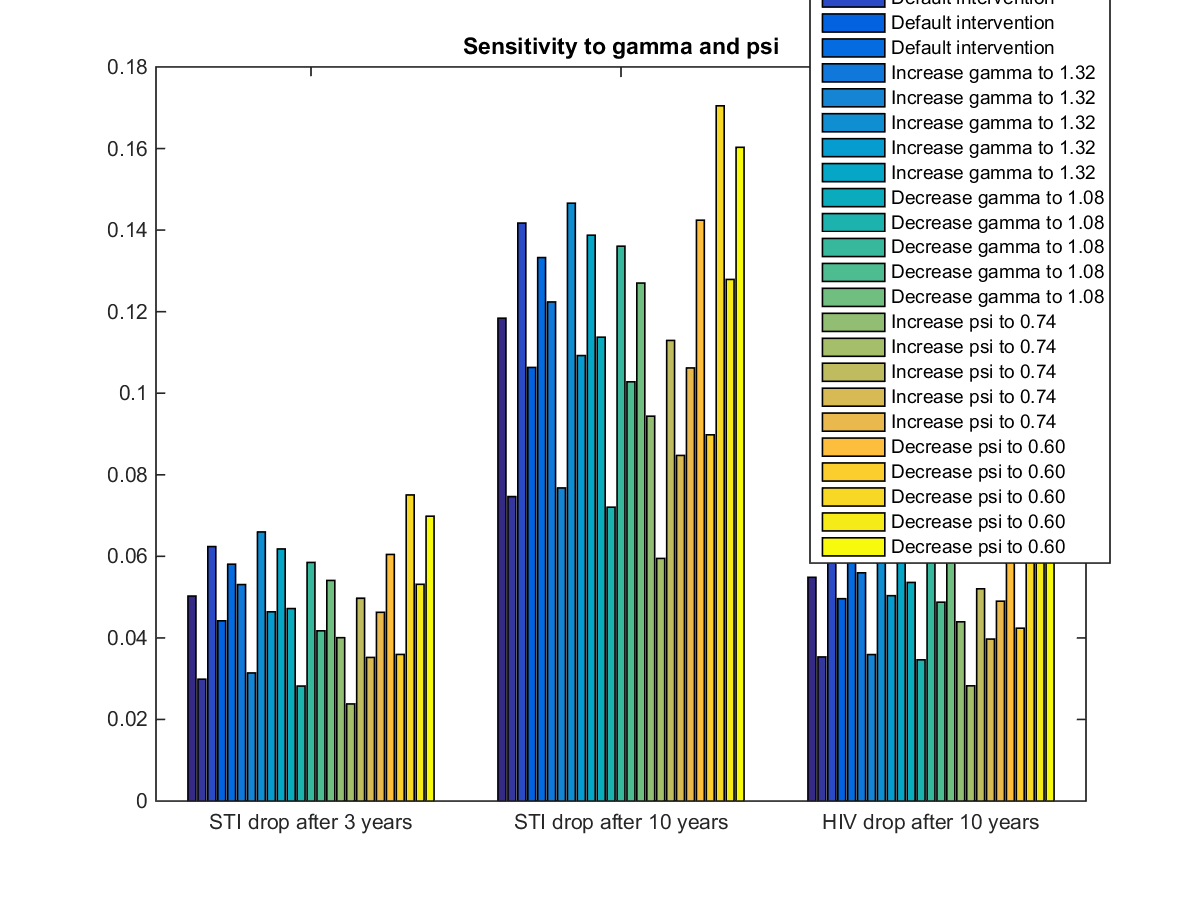 Default intervention
Sensitivity to gamma and psi
Default intervention
Default intervention
Increase gamma to 1.32
Increase gamma to 1.32
Increase gamma to 1.32
Increase gamma to 1.32
Increase gamma to 1.32
Decrease gamma to 1.08
Decrease gamma to 1.08
Decrease gamma to 1.08
Decrease gamma to 1.08
Decrease gamma to 1.08
Increase psi to 0.74
Increase psi to 0.74
Increase psi to 0.74
Increase psi to 0.74
Increase psi to 0.74
Decrease psi to 0.60
Decrease psi to 0.60
Decrease psi to 0.60
Decrease psi to 0.60
Decrease psi to 0.60
0.18
0.16
0.14
0.12
0.1
0.08
0.06
0.04
0.02
0
STI drop after 3 years
STI drop after 10 years
HIV drop after 10 years